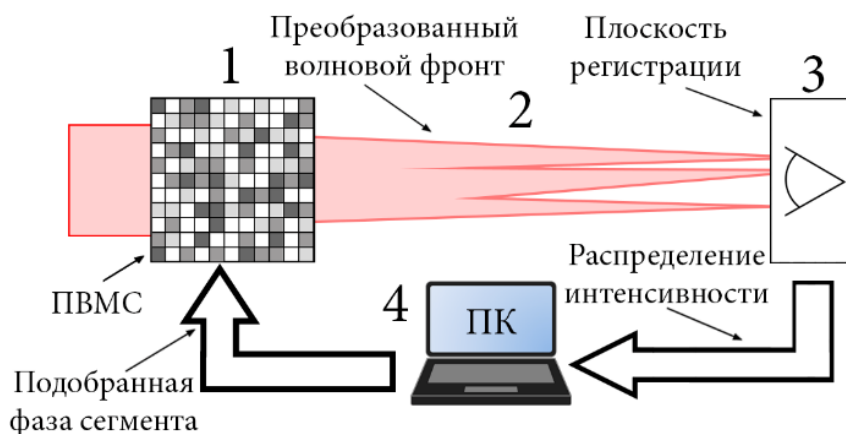 Преобразованный
волновой фронт
Плоскость
регистрации
1
2
3
ПВМС
4
ПК
Распределение
интенсивности
Подобранная
фаза сегмента